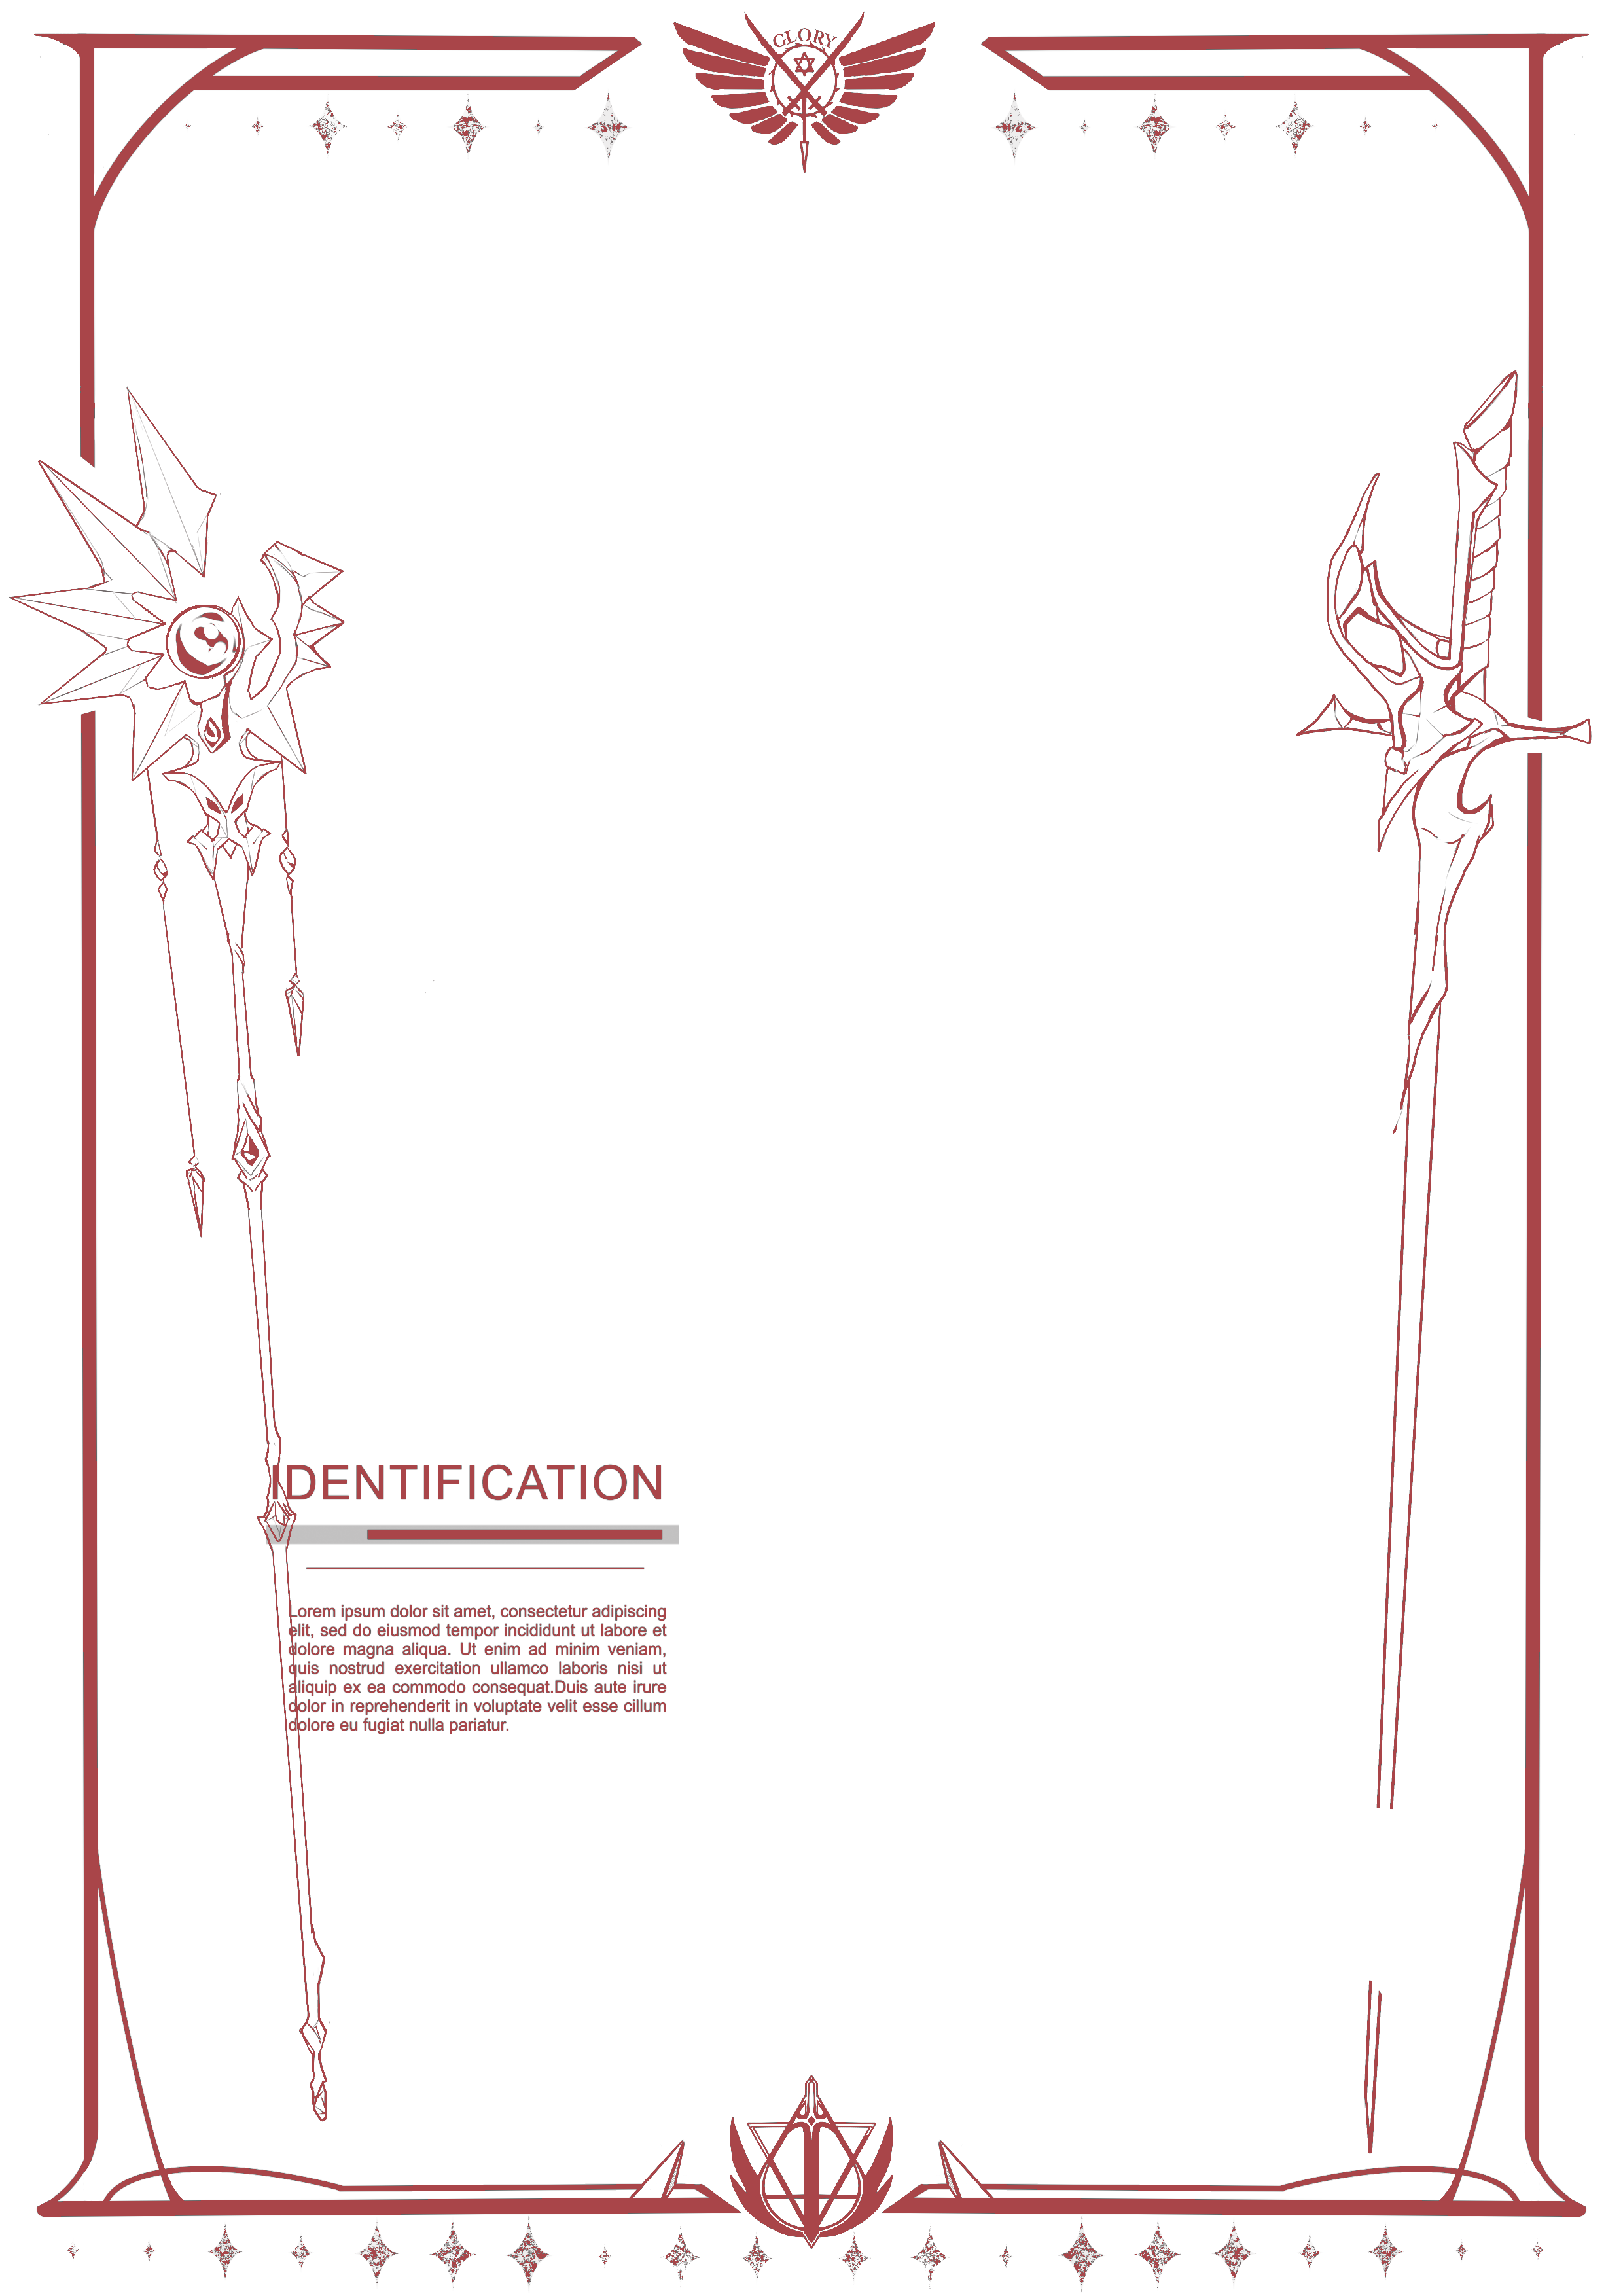 GLORY
IDENTIFICATION
Lorem ipsum dolor sit amet, consectetur adipiscing
elit, sed do eiusmod tempor incididunt ut labore et
dolore magna aliqua. Ut enim ad minim veniam,
quis nostrud exercitation ullamco laboris nisi ut
aliquip ex ea commodo consequat.Duis aute irure
dolor in reprehenderit in voluptate velit esse cillum
dolore eu fugiat nulla pariatur.